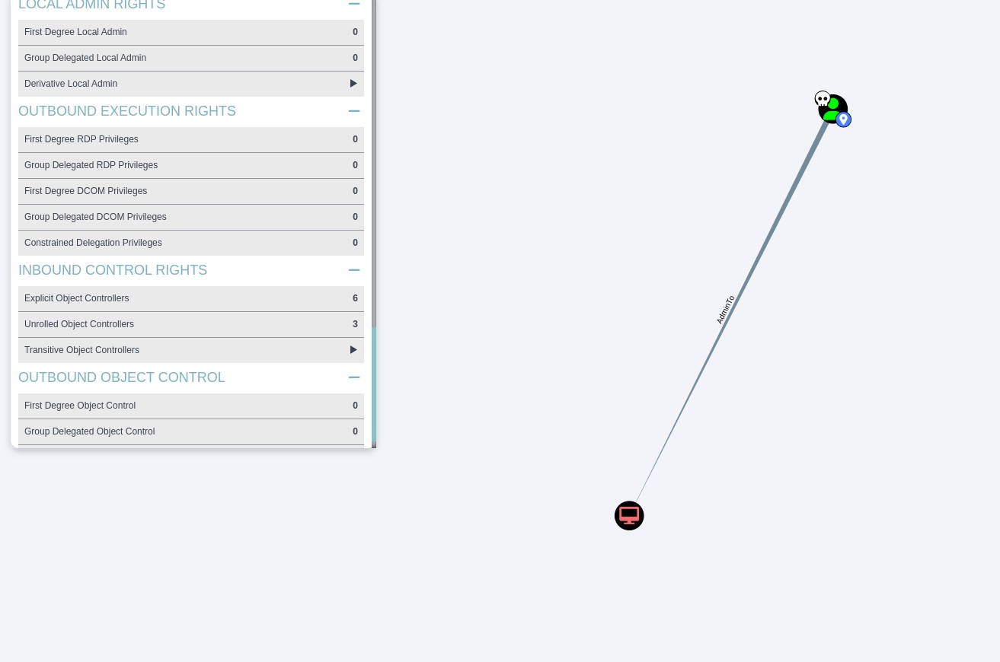 LOCAL ADMIN RIGHTS
First Degree Local Admin 0
Group Delegated Local Admin 0
Derivative Local Admin
OUTBOUND EXECUTION RIGHTS
First Degree RDP Privileges 0
Group Delegated RDP Privileges 0
First Degree DCOM Privileges 0
Group Delegated DCOM Privileges 0
Constrained Delegation Privileges 0
INBOUND CONTROL RIGHTS
Explicit Object Controllers 6
Unrolled Object Controllers 3
Transitive Object Controllers
OUTBOUND OBJECT CONTROL
First Degree Object Control 0
Group Delegated Object Control 0
AdminTo